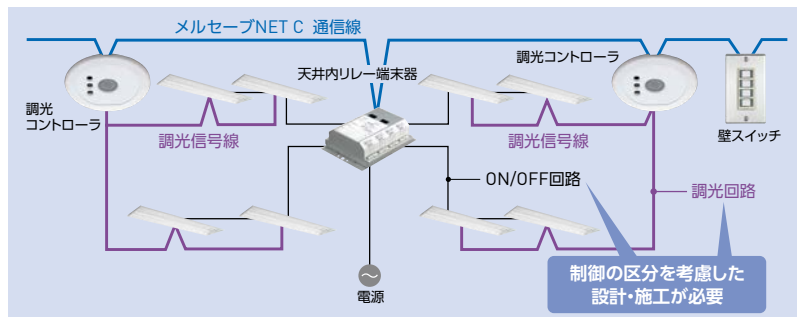 メルセーブNET C 通信線
調光コントローラ
天井内リレー端末器
調光
コントローラ
調光信号線
調光信号線
壁スイッチ
ON/OFF回路
調光回路
制御の区分を考慮した
設計・施工が必要
電源